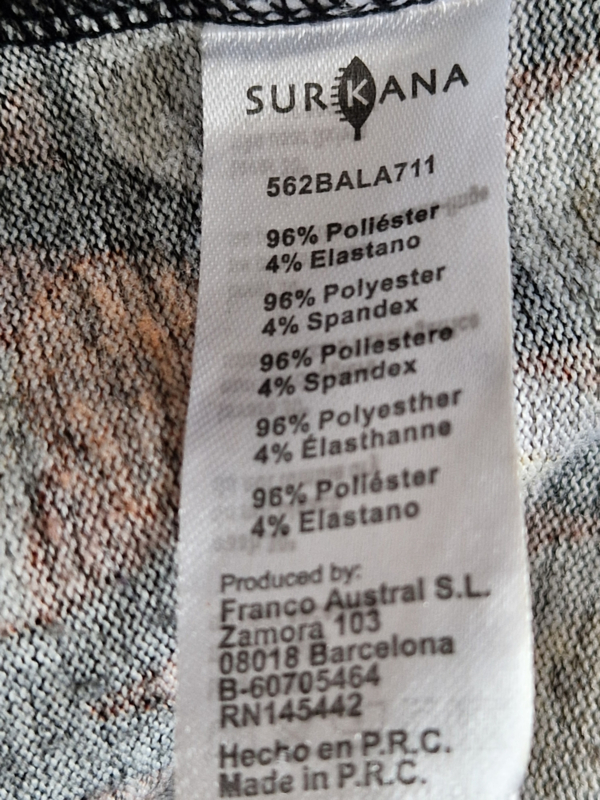 SURKANA
562BALA711
96% Poliéster
4% Elastano
96% Polyester
4% Spandex
96% Poliestere
4% Spandex
96% Polyesther
4% Élasthanne
96% Poliéster
4% Elastano
Produced by:
Franco Austral S.L.
Zamora 103
08018 Barcelona
B-60705464
RN145442
Hecho en P.R.C.
Made in P.R.C.